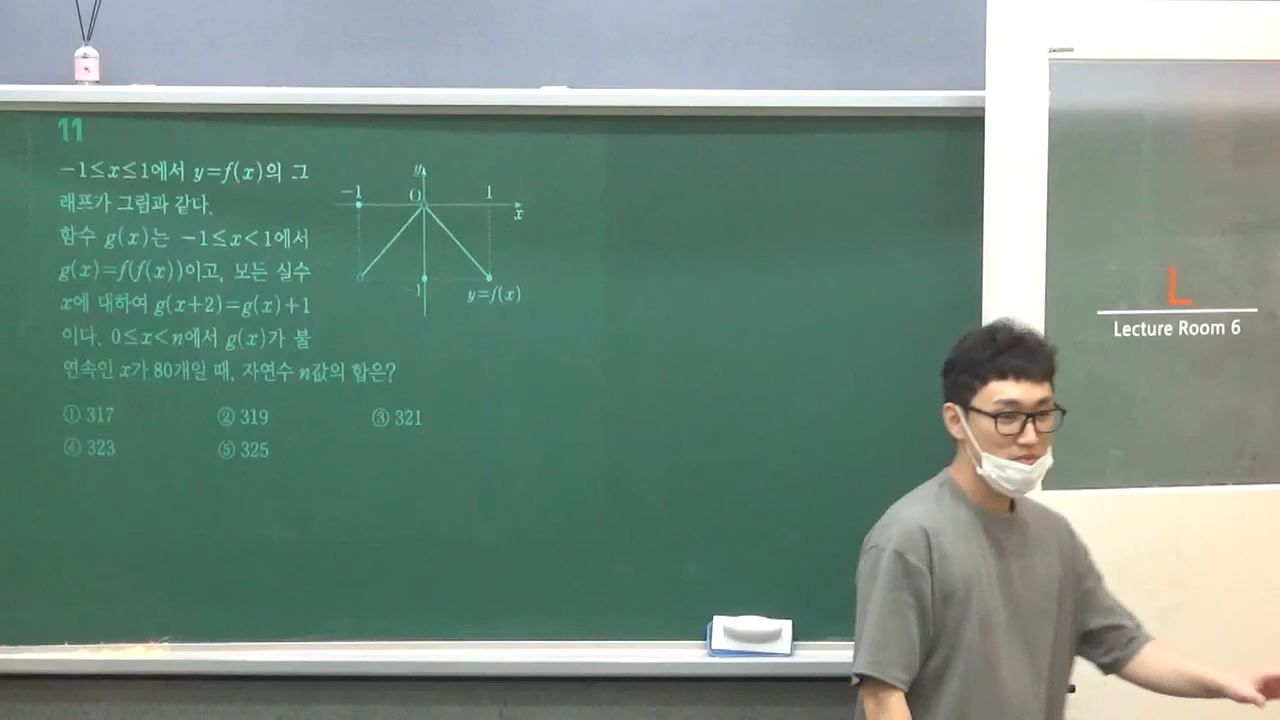 11
-1≤x≤1에서 y=f(x)의 그
래프가 그림과 같다.
함수 g(x)는 -1≤x<1에서
g(x)=f(f(x))이고, 모든 실수
x에 대하여 g(x+2)=g(x)+1
이다. 0≤x<n에서 g(x)가 불
연속인 x가 80개일 때, 자연수 n값의 합은?
① 317 ② 319 ③ 321
④ 323 ⑤ 325
y
-1 O 1
x
-1 y=f(x)
L
Lecture Room 6